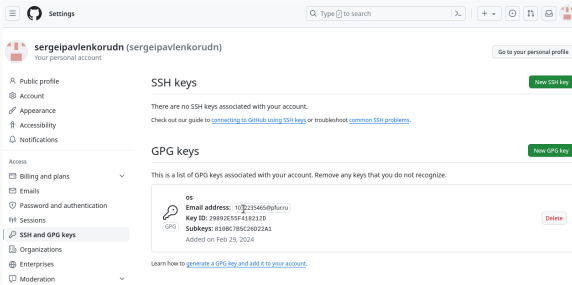 Settings
Type / to search
sergeipavlenkorudn (sergeipavlenkorudn)
Your personal account
Go to your personal profile
Public profile
Account
Appearance
Accessibility
Notifications
Access
Billing and plans
Emails
Password and authentication
Sessions
SSH and GPG keys
Organizations
Enterprises
Moderation
SSH keys
New SSH key
There are no SSH keys associated with your account.
Check out our guide to connecting to GitHub using SSH keys or troubleshoot common SSH problems.
GPG keys
New GPG key
This is a list of GPG keys associated with your account. Remove any keys that you do not recognize.
GPG
os
Email address:
Key ID: 29892E55F418212D
Subkeys: 818BC7B5C26D22A1
Added on Feb 29, 2024
Delete
Learn how to generate a GPG key and add it to your account.